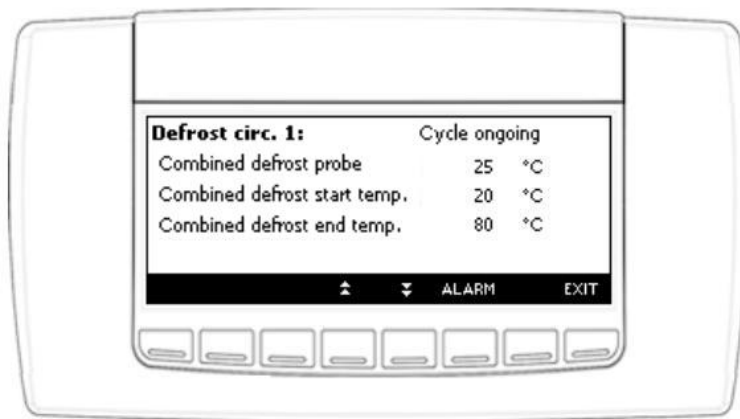 Defrost circ. 1: Cycle ongoing
Combined defrost probe 25 °C
Combined defrost start temp. 20 °C
Combined defrost end temp. 80 °C
ALARM EXIT